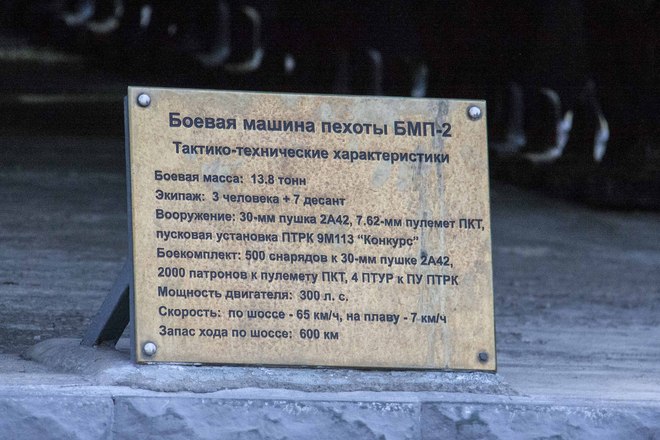 Боевая машина пехоты БМП-2
Тактико-технические характеристики
Боевая масса: 13.8 тонн
Экипаж: 3 человека + 7 десант
Вооружение: 30-мм пушка 2А42, 7.62-мм пулемет ПКТ,
пусковая установка ПТРК 9М113 “Конкурс”
Боекомплект: 500 снарядов к 30-мм пушке 2А42,
2000 патронов к пулемету ПКТ, 4 ПТУР к ПУ ПТРК
Мощность двигателя: 300 л. с.
Скорость: по шоссе - 65 км/ч, на плаву - 7 км/ч
Запас хода по шоссе: 600 км